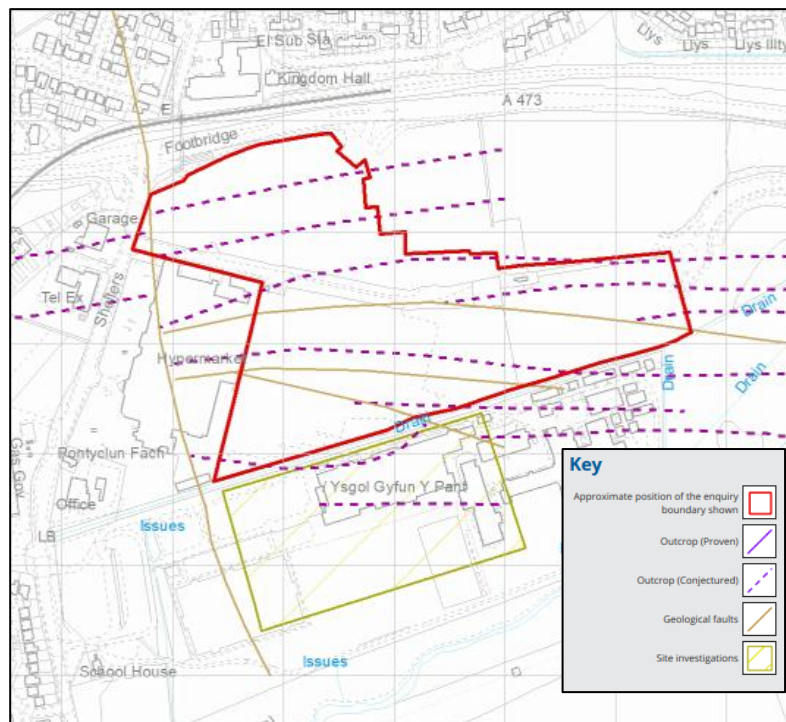 El Sub Sta
Llys
Llys
Llys Illty
Kingdom Hall
A 473
E
Footbridge
Garage
Tel Ex
Shelters
Drain
Hypermarket
Drain
Drain
Drain
Pontyclun Fach
Gas Gov
Ysgol Gyfun Y Pant
Office
LB
Issues
Issues
School House
Key
Approximate position of the enquiry
boundary shown
Outcrop (Proven)
Outcrop (Conjectured)
Geological faults
Site investigations